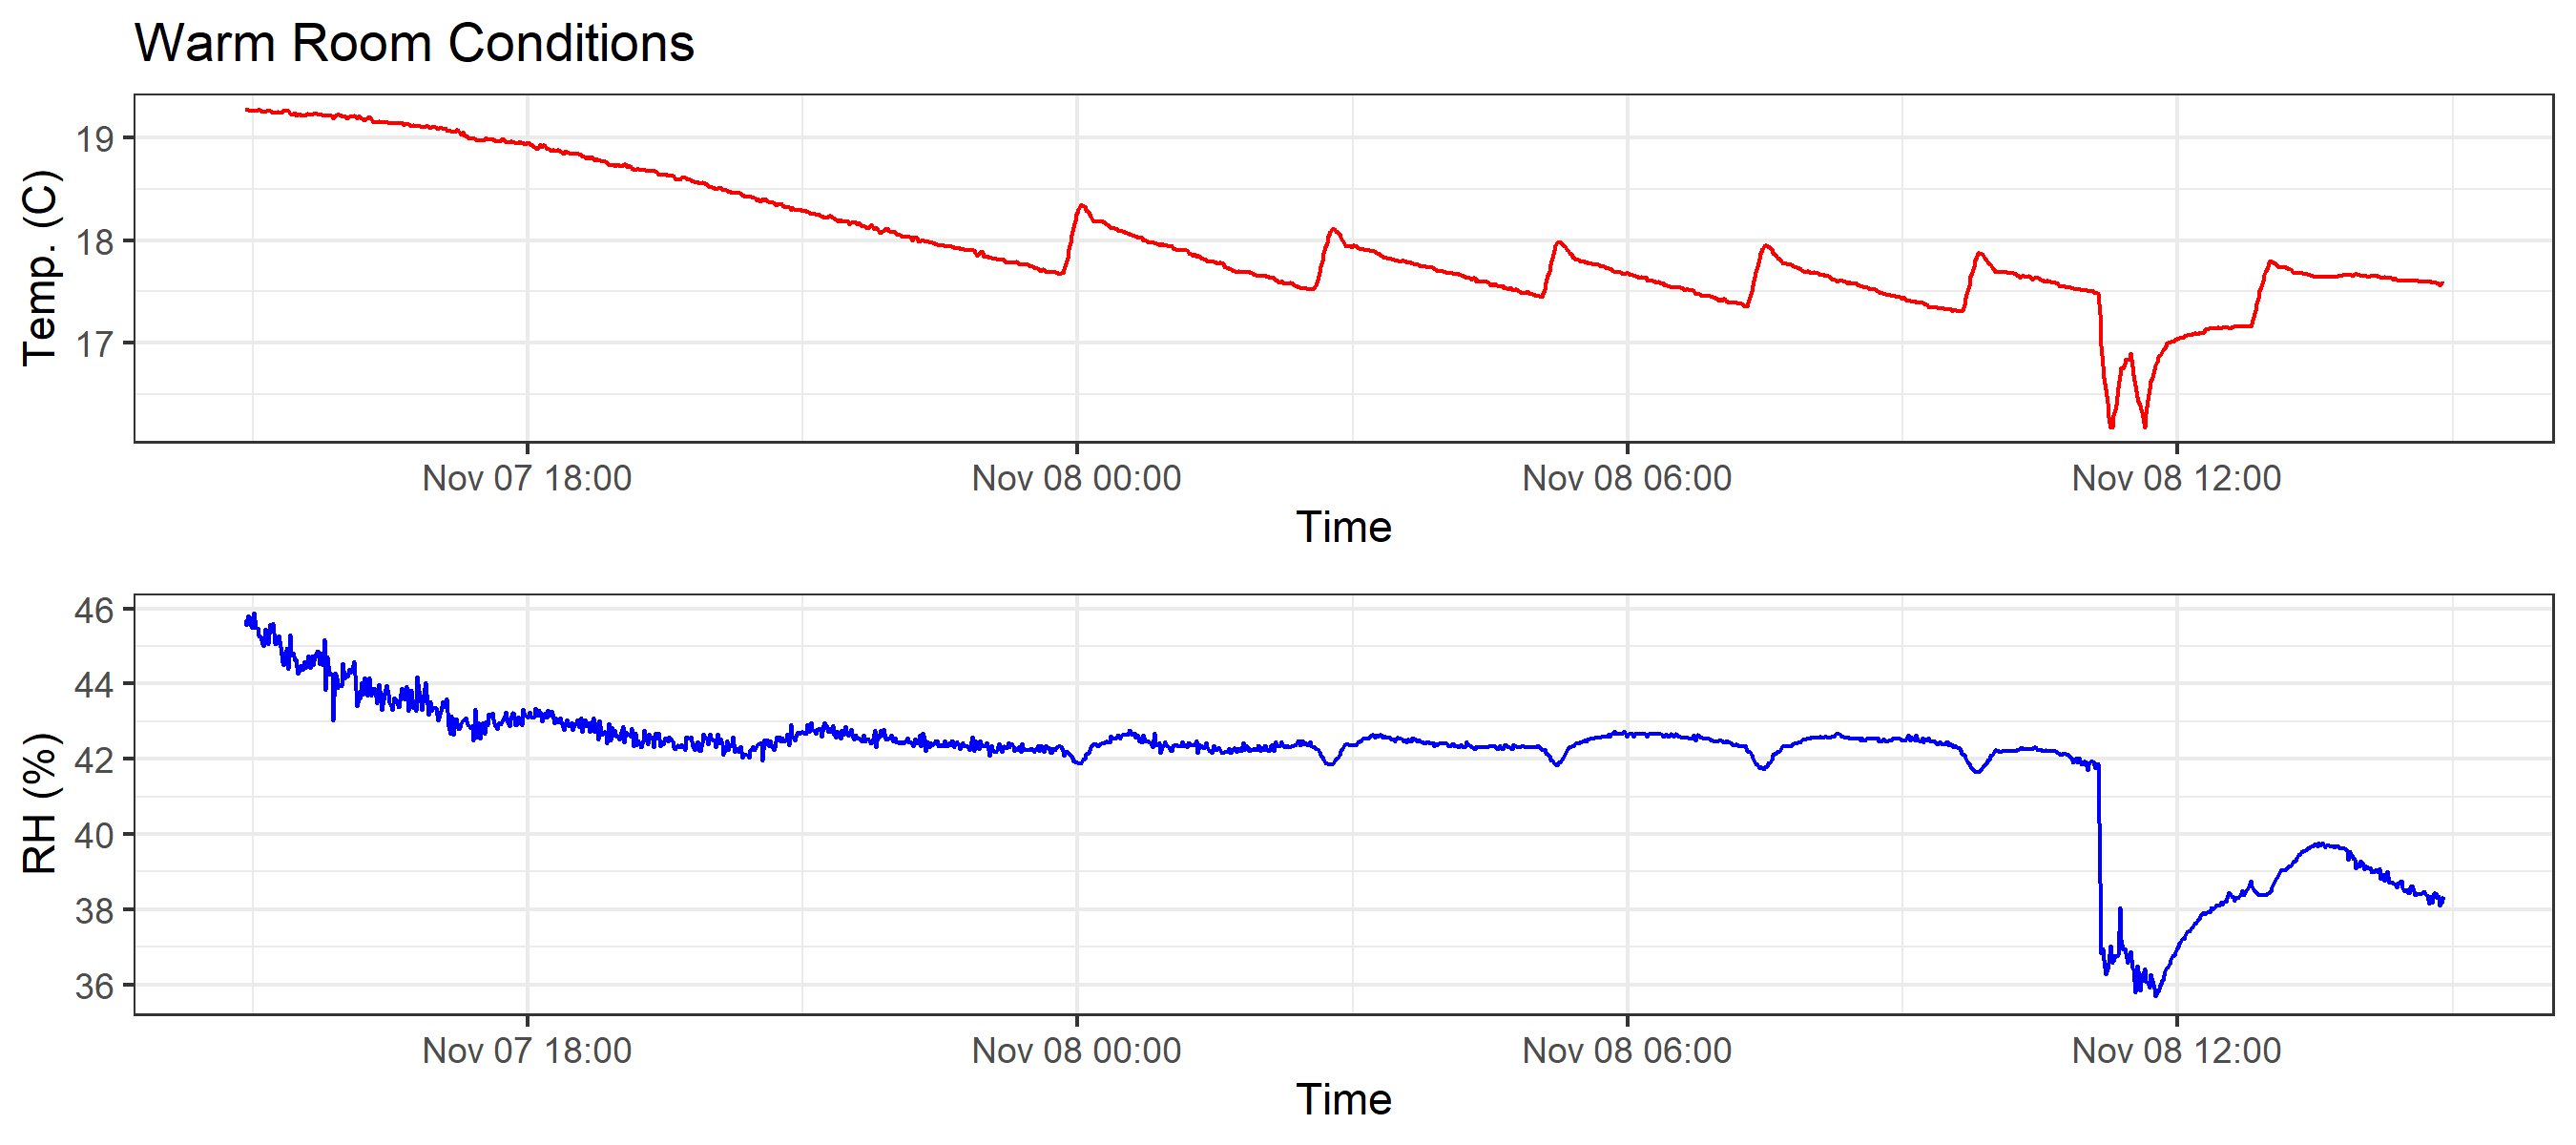 Warm Room Conditions
Temp. (C)
19
18
17
Nov 07 18:00 Nov 08 00:00 Nov 08 06:00 Nov 08 12:00
Time
RH (%)
46
44
42
40
38
36
Nov 07 18:00 Nov 08 00:00 Nov 08 06:00 Nov 08 12:00
Time